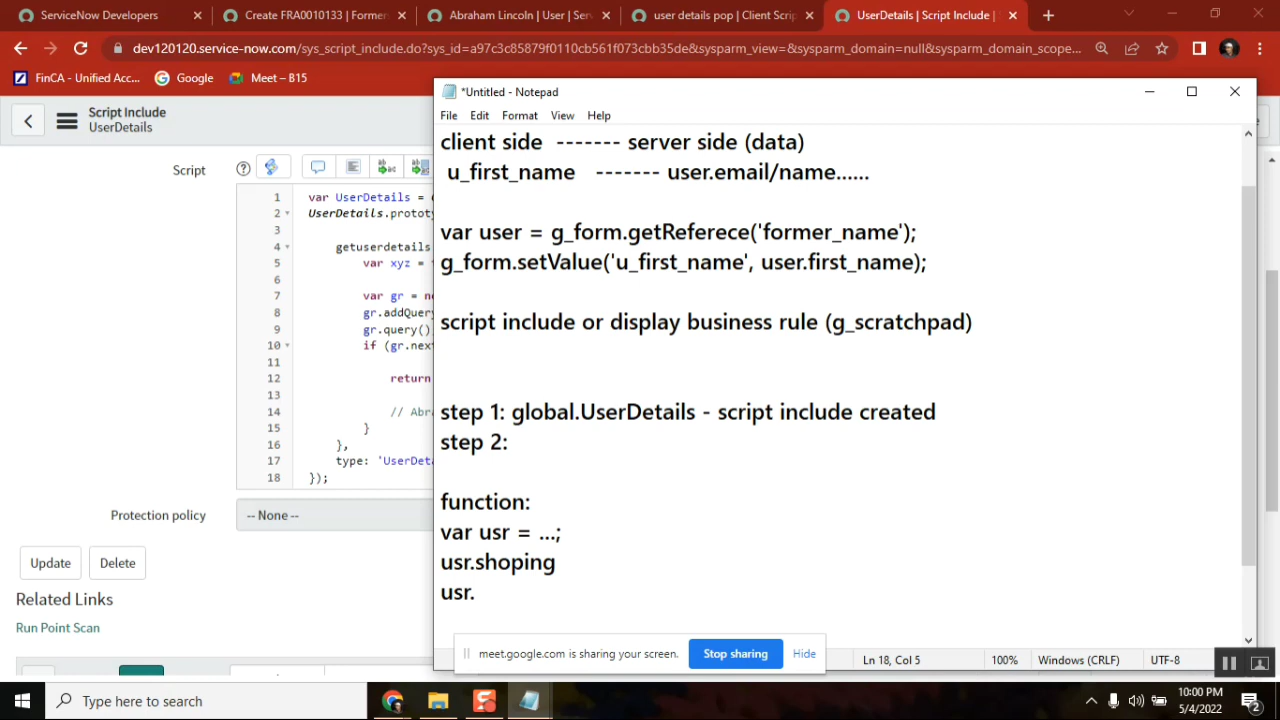 ServiceNow Developers
Create FRA0010133 | Former
Abraham Lincoln | User | Ser
user details pop | Client Scrip
UserDetails | Script Include | S
dev120120.service-now.com/sys_script_include.do?sys_id=a97c3c85879f0110cb561f073cbb35de&sysparm_view=&sysparm_domain=null&sysparm_domain_scope...
FinCA - Unified Acc...
Google
Meet – B15
Script Include
UserDetails
*Untitled - Notepad
File Edit Format View Help
client side ------- server side (data)
u_first_name ------- user.email/name......
var user = g_form.getReferece('former_name');
g_form.setValue('u_first_name', user.first_name);
script include or display business rule (g_scratchpad)
step 1: global.UserDetails - script include created
step 2:
function:
var usr = ...;
usr.shoping
usr.
Ln 18, Col 5
100%
Windows (CRLF)
UTF-8
Script
1 var UserDetails =
2 UserDetails.prototy
3
4 getuserdetails
5 var xyz =
6
7 var gr = ne
8 gr.addQuery
9 gr.query()
10 if (gr.next
11
12 return
13
14 // Abra
15 }
16 },
17 type: 'UserDeta
18 });
Protection policy
-- None --
Update
Delete
Related Links
Run Point Scan
meet.google.com is sharing your screen.
Stop sharing
Hide
Type here to search
10:00 PM
5/4/2022
2